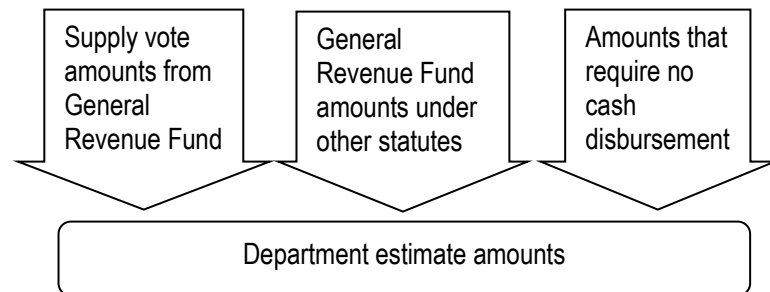 Supply vote
amounts from
General
Revenue Fund
General
Revenue Fund
amounts under
other statutes
Amounts that
require no
cash
disbursement
Department estimate amounts